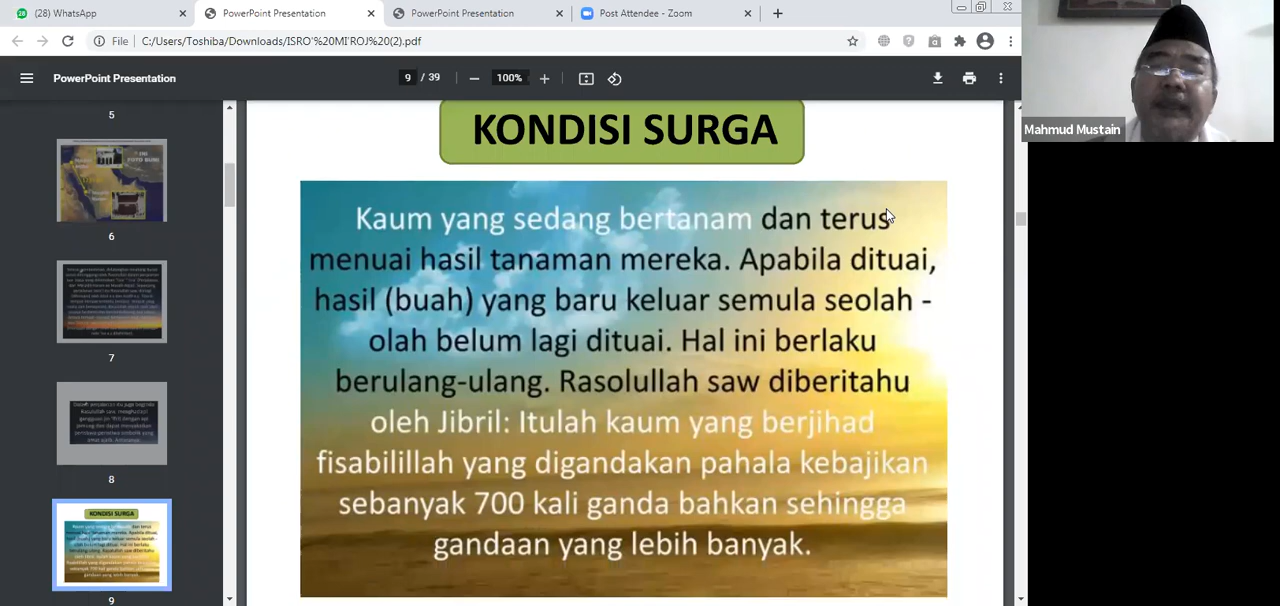 (28) WhatsApp
PowerPoint Presentation
PowerPoint Presentation
Post Attendee - Zoom
File
C:/Users/Toshiba/Downloads/ISRO'%20MI'ROJ%20(2).pdf
PowerPoint Presentation
9 / 39
100%
5
6
7
8
9
KONDISI SURGA
Kaum yang sedang bertanam dan terus
menuai hasil tanaman mereka. Apabila dituai,
hasil (buah) yang baru keluar semula seolah -
olah belum lagi dituai. Hal ini berlaku
berulang-ulang. Rasolullah saw diberitahu
oleh Jibril: Itulah kaum yang berjihad
fisabilillah yang digandakan pahala kebajikan
sebanyak 700 kali ganda bahkan sehingga
gandaan yang lebih banyak.
Mahmud Mustain